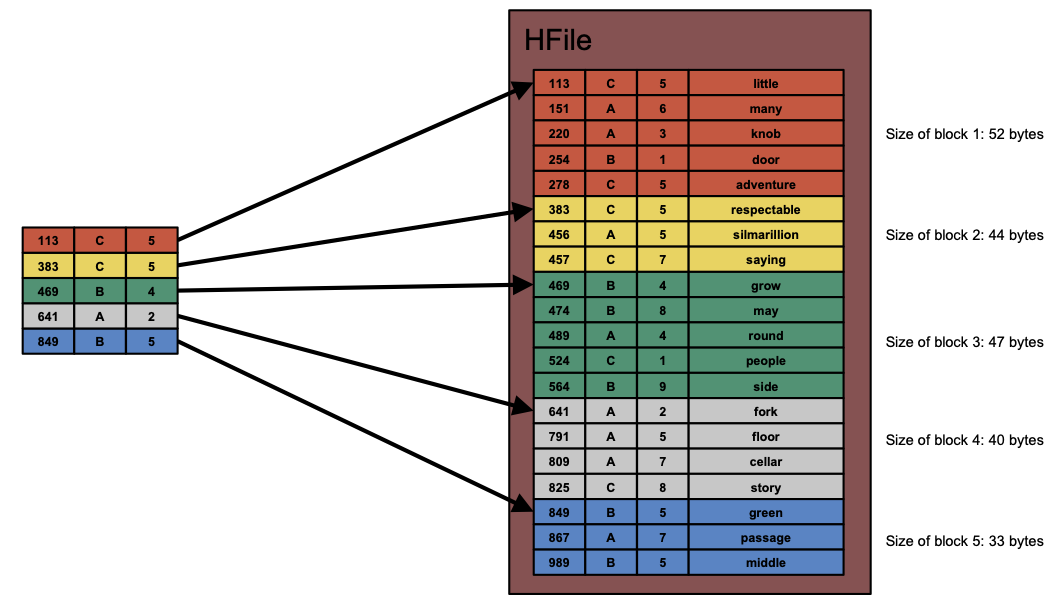 HFile
113 C 5 little
151 A 6 many
220 A 3 knob
254 B 1 door
278 C 5 adventure
383 C 5 respectable
456 A 5 silmarillion
457 C 7 saying
469 B 4 grow
474 B 8 may
489 A 4 round
524 C 1 people
564 B 9 side
641 A 2 fork
791 A 5 floor
809 A 7 cellar
825 C 8 story
849 B 5 green
867 A 7 passage
989 B 5 middle
113 C 5
383 C 5
469 B 4
641 A 2
849 B 5
Size of block 1: 52 bytes
Size of block 2: 44 bytes
Size of block 3: 47 bytes
Size of block 4: 40 bytes
Size of block 5: 33 bytes